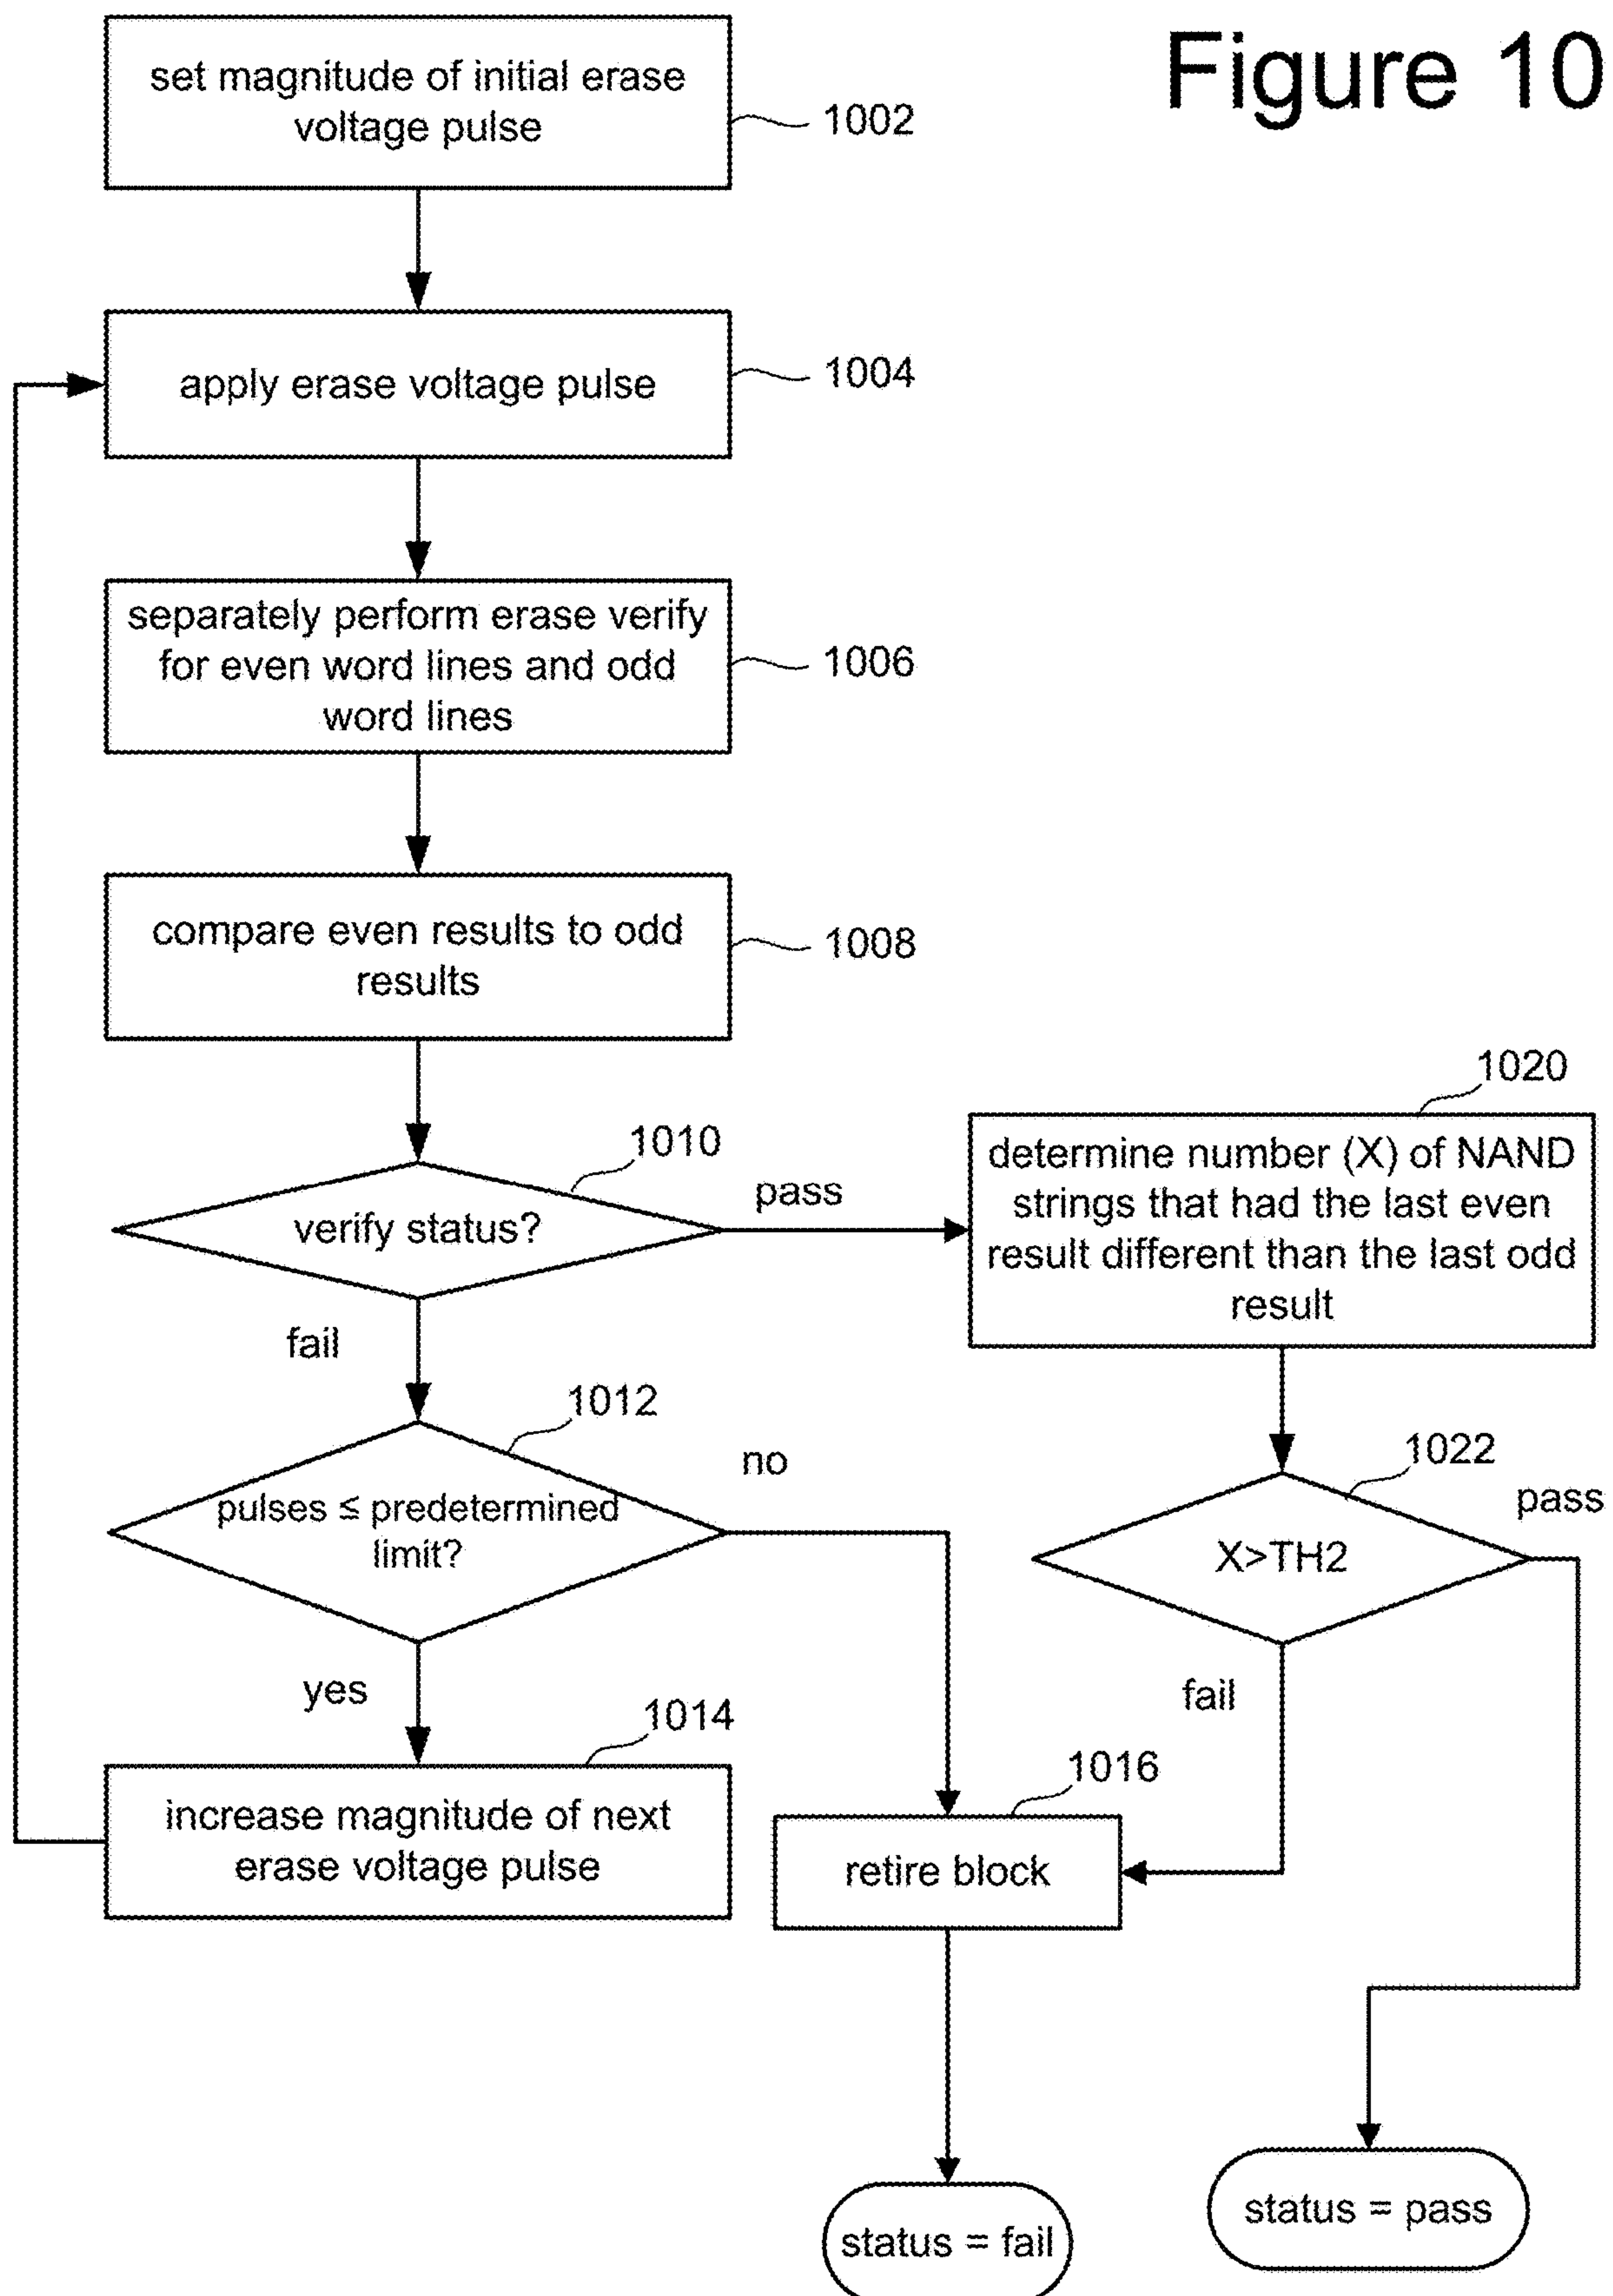 Figure 10
set magnitude of initial erase
voltage pulse
1002
apply erase voltage pulse
1004
separately perform erase verify
for even word lines and odd
word lines
1006
compare even results to odd
results
1008
1010
verify status?
pass
fail
1020
determine number (X) of NAND
strings that had the last even
result different than the last odd
result
1012
pulses ≤ predetermined
limit?
no
yes
1022
X>TH2
pass
fail
1014
increase magnitude of next
erase voltage pulse
1016
retire block
status = fail
status = pass